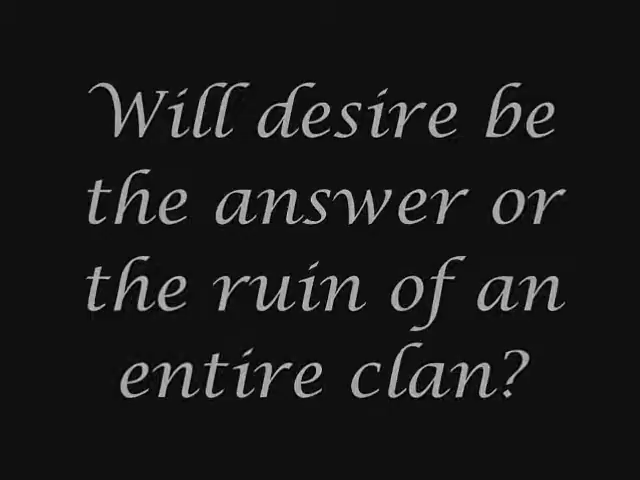 Will desire be
the answer or
the ruin of an
entire clan?